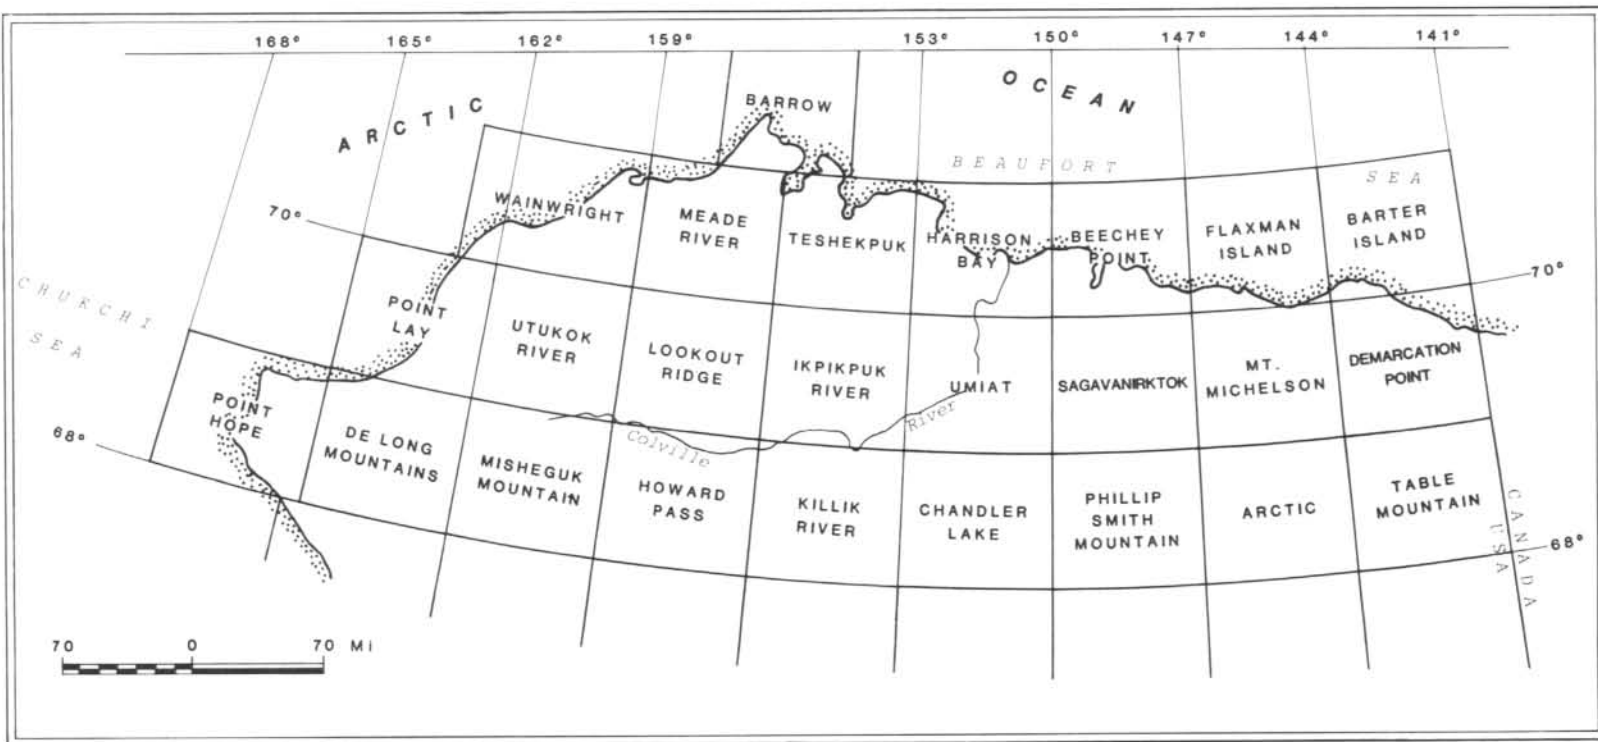 168° 165° 162° 159° 153° 150° 147° 144° 141°
ARCTIC
OCEAN
BARROW
BEAUFORT
SEA
70°
WAINWRIGHT
MEADE
RIVER
TESHEKPUK
HARRISON
BAY
BEECHEY
POINT
FLAXMAN
ISLAND
BARTER
ISLAND
70°
CHUKCHI
SEA
POINT
LAY
UTUKOK
RIVER
LOOKOUT
RIDGE
IKPIKPUK
RIVER
UMIAT
SAGAVANIRKTOK
MT.
MICHELSON
DEMARCATION
POINT
River
Colville
68°
POINT
HOPE
DE LONG
MOUNTAINS
MISHEGUK
MOUNTAIN
HOWARD
PASS
KILLIK
RIVER
CHANDLER
LAKE
PHILLIP
SMITH
MOUNTAIN
ARCTIC
TABLE
MOUNTAIN
CANADA
USA
68°
70 0 70 Mi